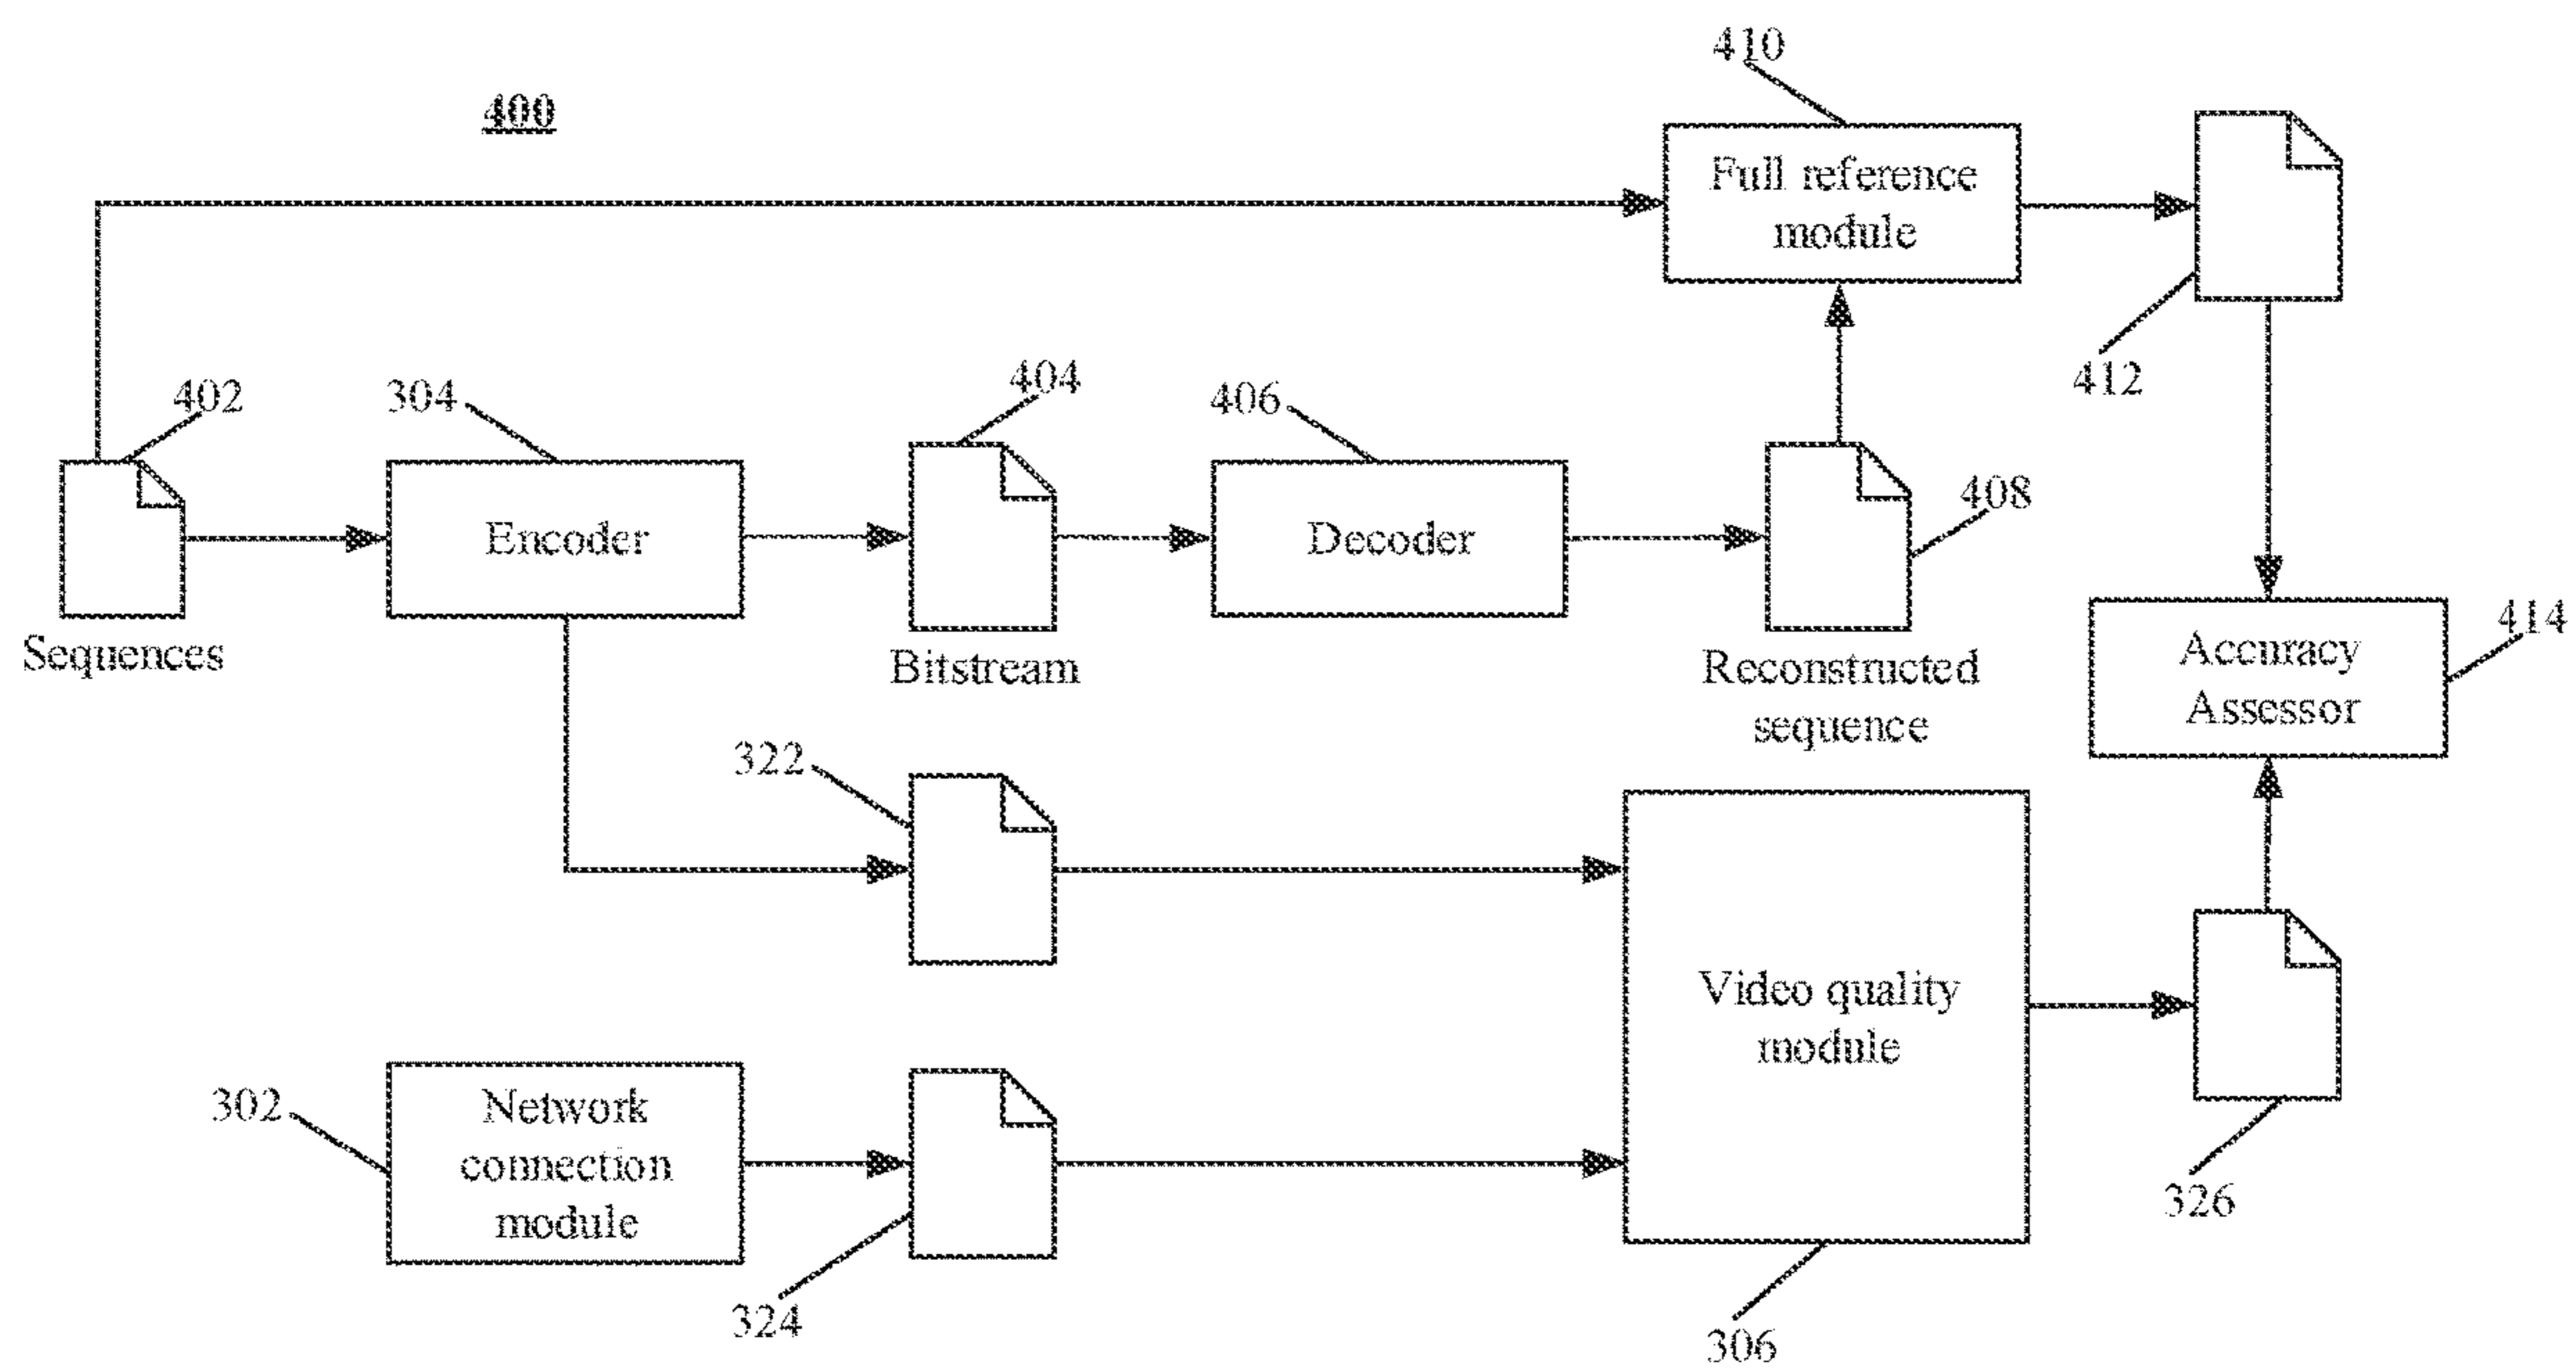 410
400
Full reference
module
412
402
304
404
406
408
Encoder
Decoder
414
Sequences
Bitstream
Reconstructed
sequence
Accuracy
Assessor
322
Video quality
module
302
Network
connection
module
324
326
306